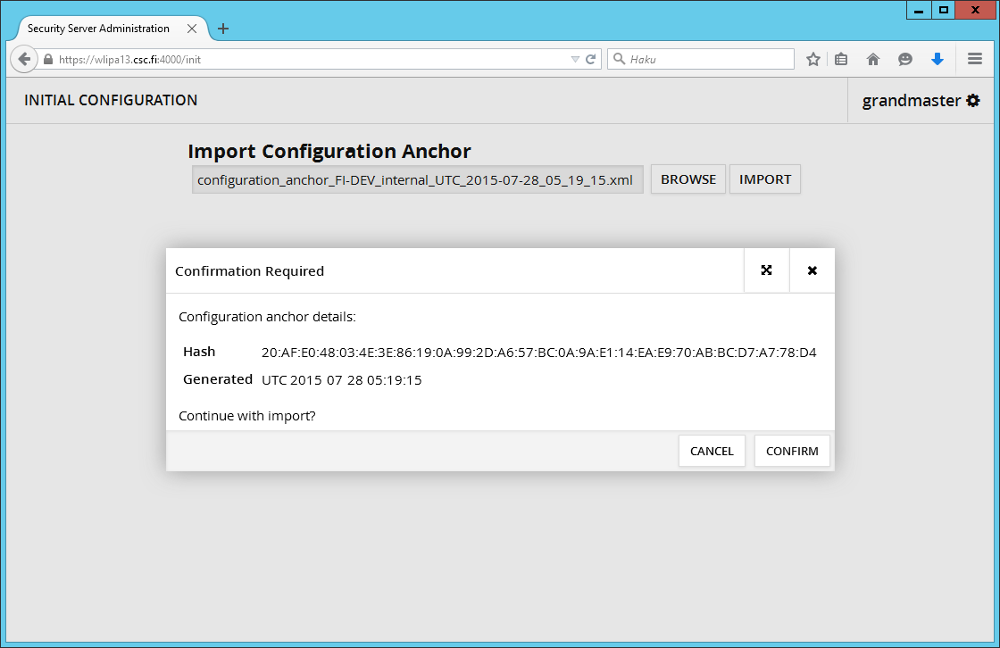 Security Server Administration
https://wlipa13.csc.fi:4000/init
Haku
INITIAL CONFIGURATION
grandmaster
Import Configuration Anchor
configuration_anchor_FI-DEV_internal_UTC_2015-07-28_05_19_15.xml
BROWSE
IMPORT
Confirmation Required
Configuration anchor details:
Hash 20:AF:E0:48:03:4E:3E:86:19:0A:99:2D:A6:57:BC:0A:9A:E1:14:EA:E9:70:AB:BC:D7:A7:78:D4
Generated UTC 2015 07 28 05:19:15
Continue with import?
CANCEL
CONFIRM